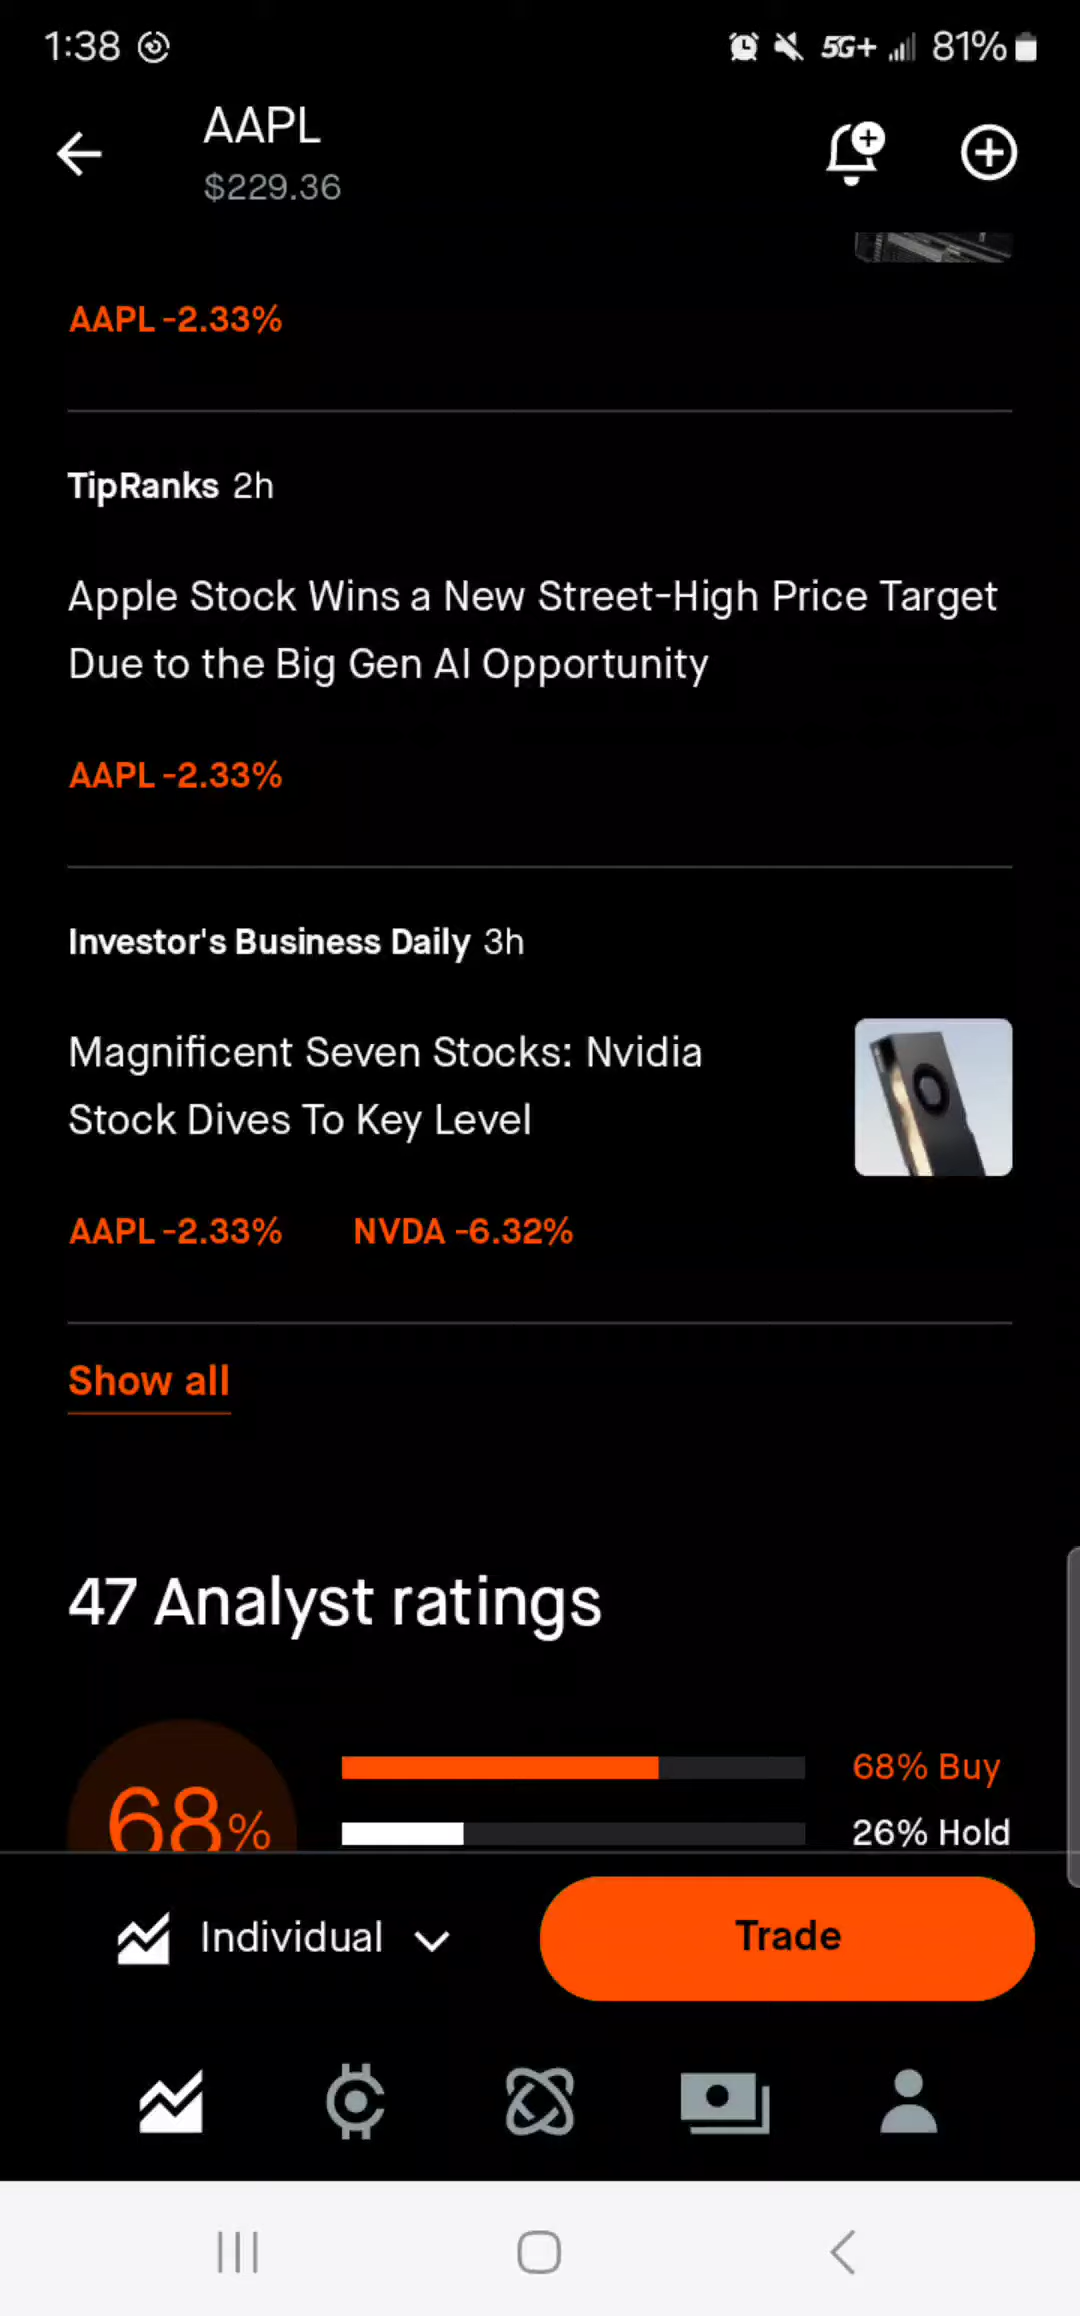 1:38
5G+ 81%
AAPL
$229.36
AAPL -2.33%
TipRanks 2h
Apple Stock Wins a New Street-High Price Target
Due to the Big Gen AI Opportunity
AAPL -2.33%
Investor's Business Daily 3h
Magnificent Seven Stocks: Nvidia
Stock Dives To Key Level
AAPL -2.33% NVDA -6.32%
Show all
47 Analyst ratings
68% Buy
68%
26% Hold
Individual
Trade